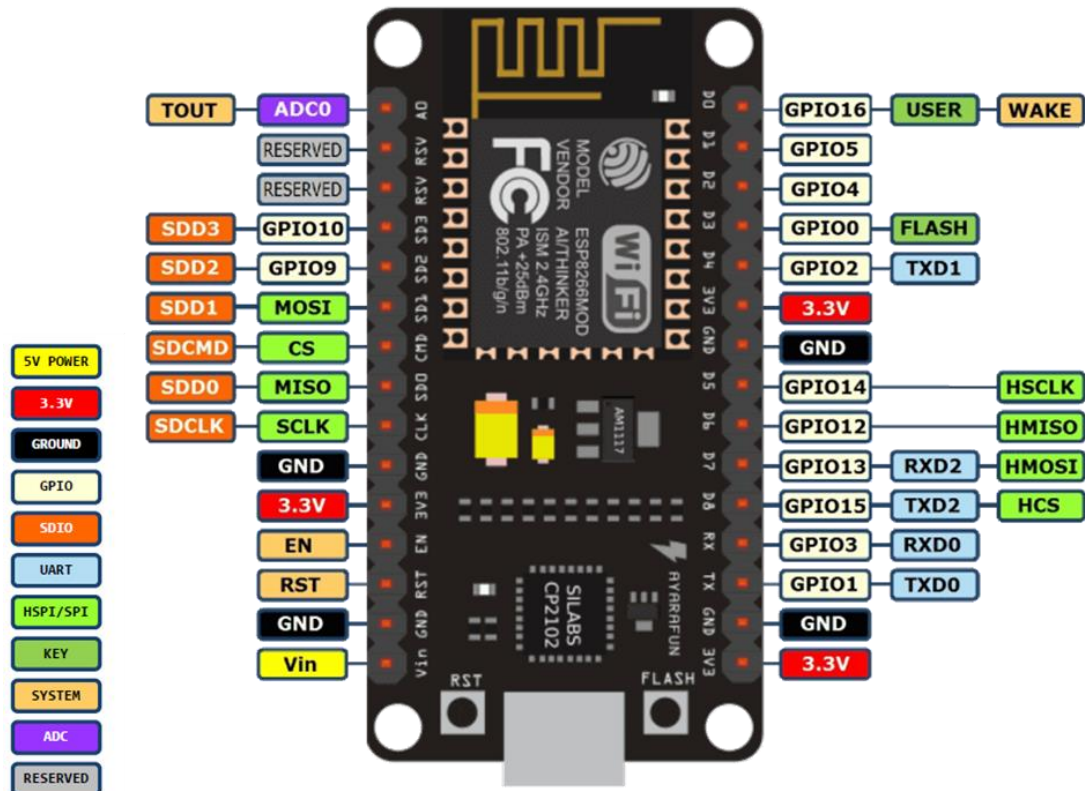 TOUT ADC0 A0 D0 GPIO16 USER WAKE
RESERVED RSV D1 GPIO5
RESERVED RSV D2 GPIO4
SDD3 GPIO10 SD3 D3 GPIO0 FLASH
SDD2 GPIO9 SD2 D4 GPIO2 TXD1
SDD1 MOSI SD1 3V3 3.3V
SDCMD CS CMD GND GND
SDD0 MISO SD0 D5 GPIO14 HSCLK
SDCLK SCLK CLK D6 GPIO12 HMISO
GND GND D7 GPIO13 RXD2 HMOSI
3.3V 3V3 D8 GPIO15 TXD2 HCS
EN EN RX GPIO3 RXD0
RST RST TX GPIO1 TXD0
GND GND GND GND
Vin Vin 3V3 3.3V
MODEL
VENDOR
FC
ESP8266MOD
AI/THINKER
ISM 2.4GHz
PA +25dBm
802.11b/g/n
WiFi
AM1117
AYARAFUN
SILABS
CP2102
RST
FLASH
5V POWER
3.3V
GROUND
GPIO
SDIO
UART
HSPI/SPI
KEY
SYSTEM
ADC
RESERVED